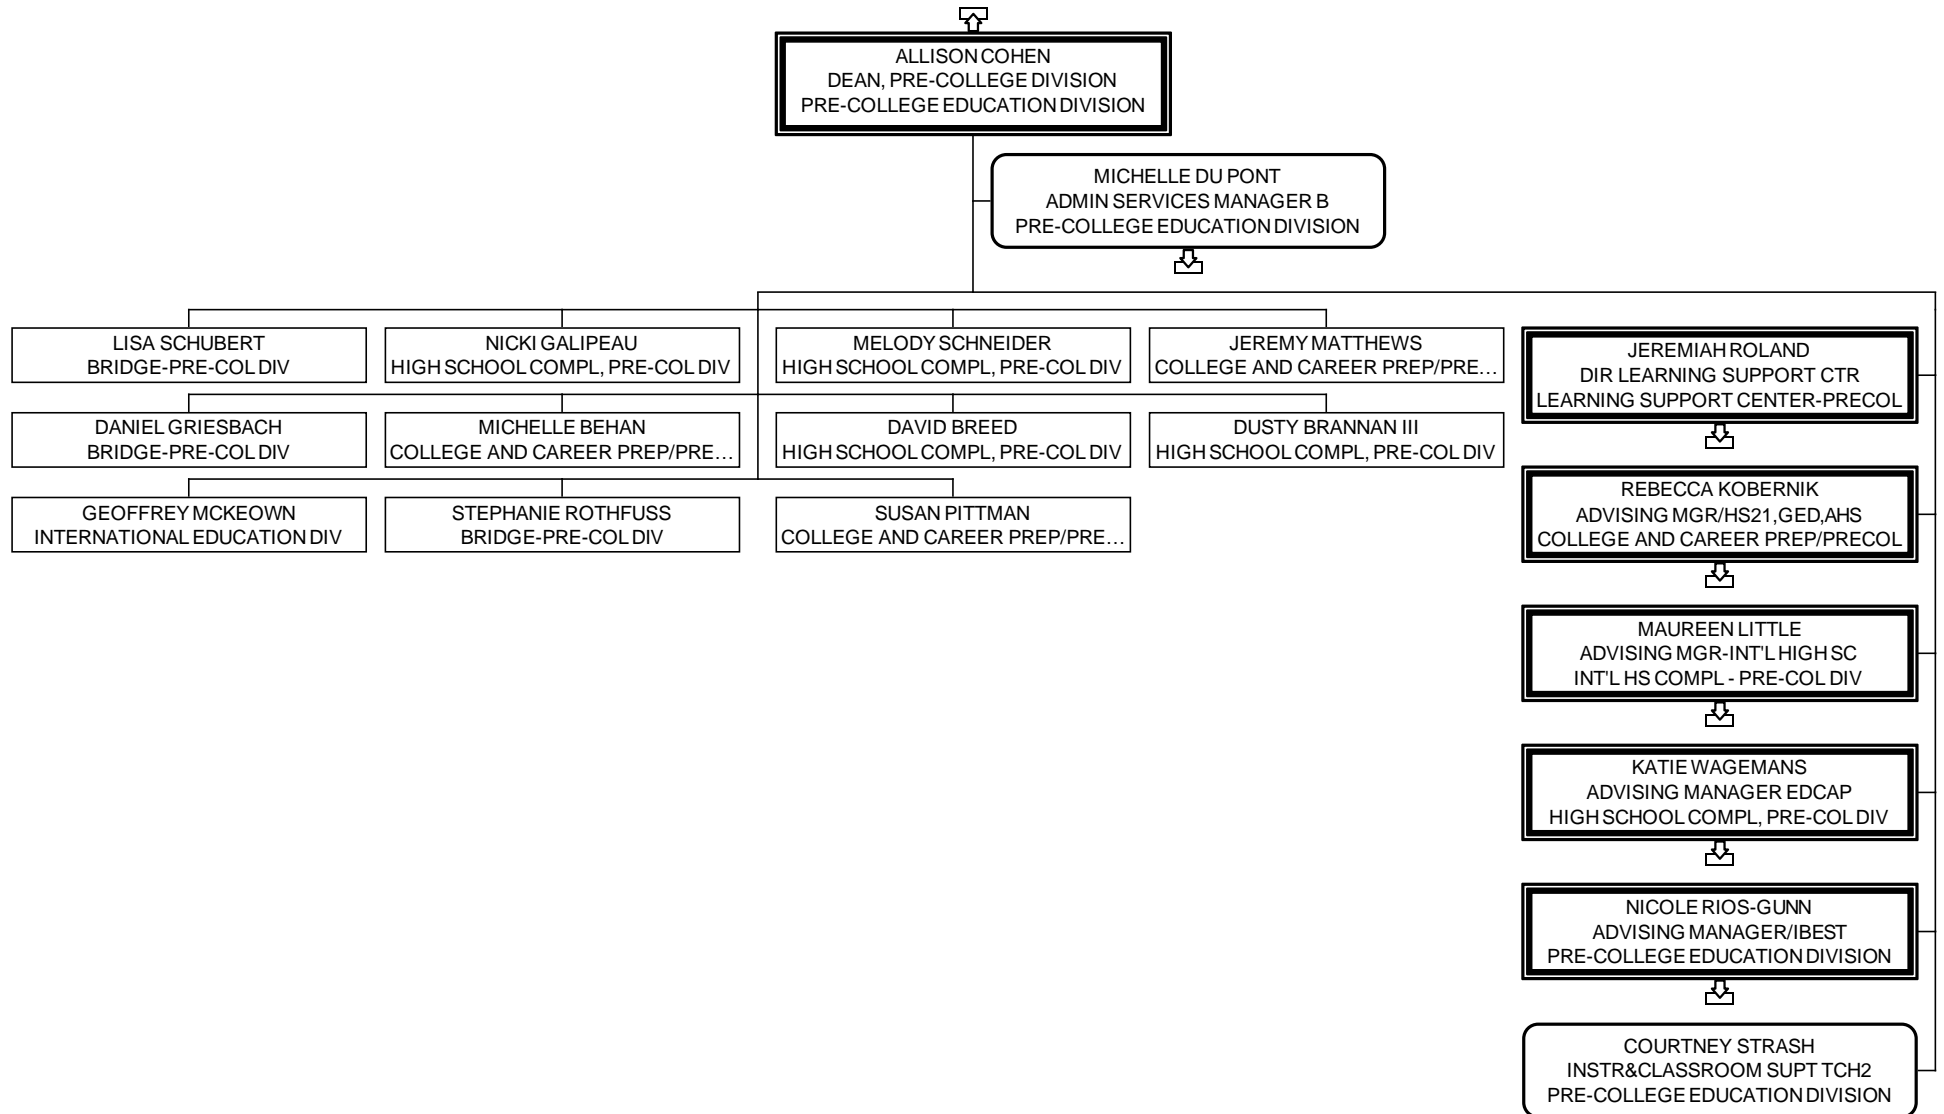 ALLISON COHEN
DEAN, PRE-COLLEGE DIVISION
PRE-COLLEGE EDUCATION DIVISION
MICHELLE DU PONT
ADMIN SERVICES MANAGER B
PRE-COLLEGE EDUCATION DIVISION
LISA SCHUBERT
BRIDGE-PRE-COL DIV
NICKI GALIPEAU
HIGH SCHOOL COMPL, PRE-COL DIV
MELODY SCHNEIDER
HIGH SCHOOL COMPL, PRE-COL DIV
JEREMY MATTHEWS
COLLEGE AND CAREER PREP/PRE…
DANIEL GRIESBACH
BRIDGE-PRE-COL DIV
MICHELLE BEHAN
COLLEGE AND CAREER PREP/PRE…
DAVID BREED
HIGH SCHOOL COMPL, PRE-COL DIV
DUSTY BRANNAN III
HIGH SCHOOL COMPL, PRE-COL DIV
GEOFFREY MCKEOWN
INTERNATIONAL EDUCATION DIV
STEPHANIE ROTHFUSS
BRIDGE-PRE-COL DIV
SUSAN PITTMAN
COLLEGE AND CAREER PREP/PRE…
JEREMIAH ROLAND
DIR LEARNING SUPPORT CTR
LEARNING SUPPORT CENTER-PRECOL
REBECCA KOBERNIK
ADVISING MGR/HS21,GED,AHS
COLLEGE AND CAREER PREP/PRECOL
MAUREEN LITTLE
ADVISING MGR-INT'L HIGH SC
INT'L HS COMPL - PRE-COL DIV
KATIE WAGEMANS
ADVISING MANAGER EDCAP
HIGH SCHOOL COMPL, PRE-COL DIV
NICOLE RIOS-GUNN
ADVISING MANAGER/IBEST
PRE-COLLEGE EDUCATION DIVISION
COURTNEY STRASH
INSTR&CLASSROOM SUPT TCH2
PRE-COLLEGE EDUCATION DIVISION